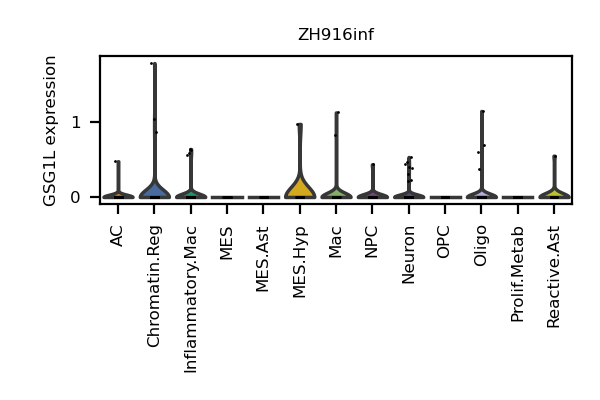 ZH916inf
GSG1L expression
1
0
AC
Chromatin.Reg
Inflammatory.Mac
MES
MES.Ast
MES.Hyp
Mac
NPC
Neuron
OPC
Oligo
Prolif.Metab
Reactive.Ast